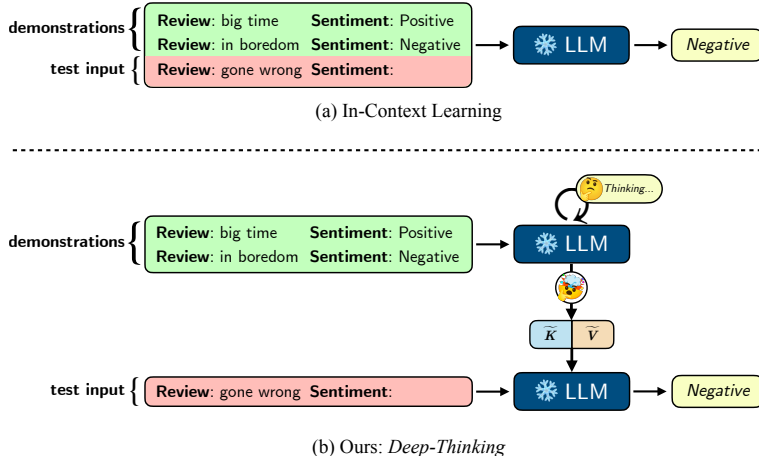 demonstrations
Review: big time Sentiment: Positive
Review: in boredom Sentiment: Negative
test input
Review: gone wrong Sentiment:
LLM
Negative
(a) In-Context Learning
Thinking...
demonstrations
Review: big time Sentiment: Positive
Review: in boredom Sentiment: Negative
LLM
K̃ Ṽ
test input
Review: gone wrong Sentiment:
LLM
Negative
(b) Ours: Deep-Thinking